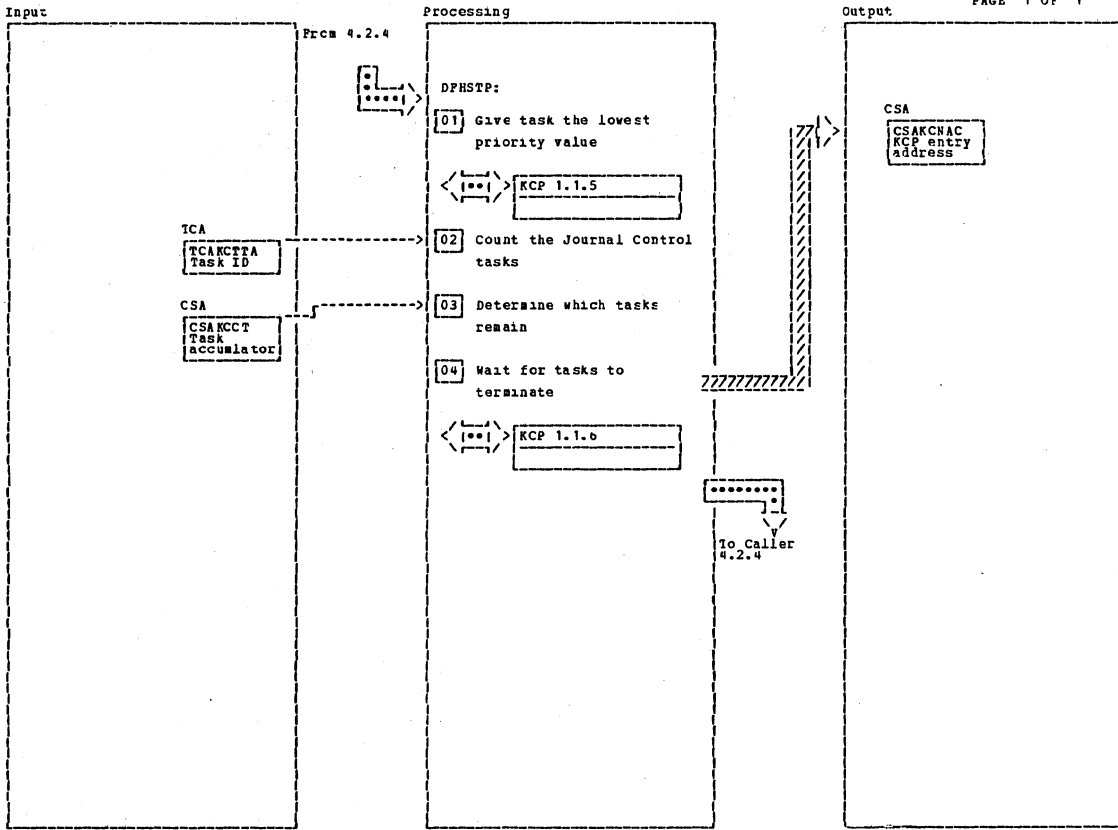 PAGE 1 OF 1
Input
Processing
Output
From 4.2.4
DFHSTP:
01 Give task the lowest
priority value
KCP 1.1.5
TCA
TCAKCTTA
Task ID
02 Count the Journal Control
tasks
CSA
CSAKCCT
Task
accumlator
03 Determine which tasks
remain
04 Wait for tasks to
terminate
KCP 1.1.6
CSA
CSAKCNAC
KCP entry
address
To Caller
4.2.4